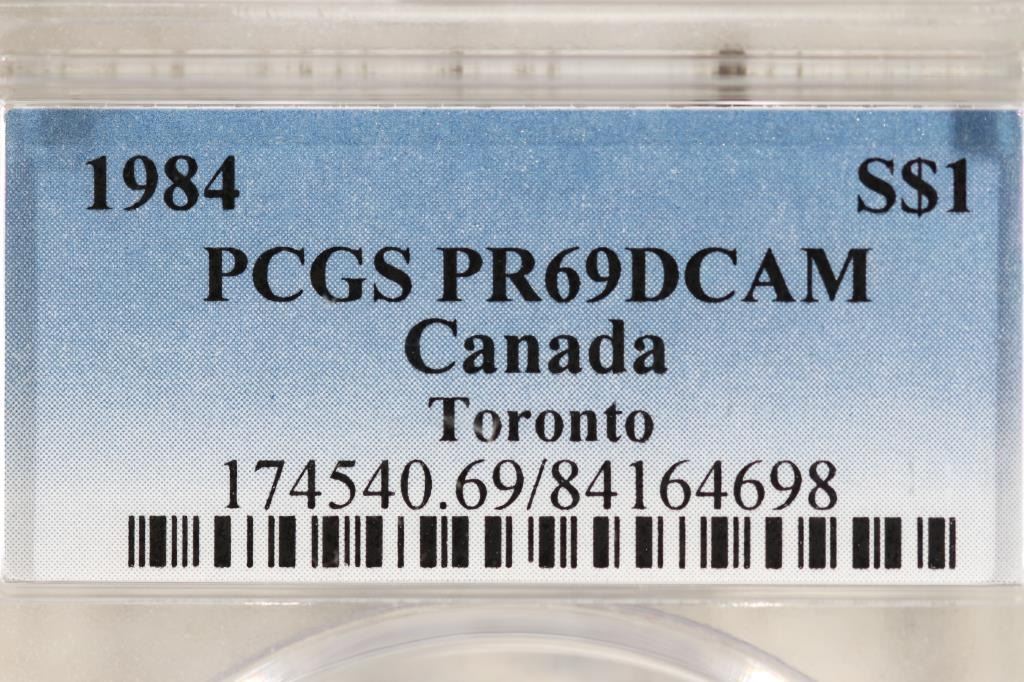 1984 S$1
PCGS PR69DCAM
Canada
Toronto
174540.69/84164698